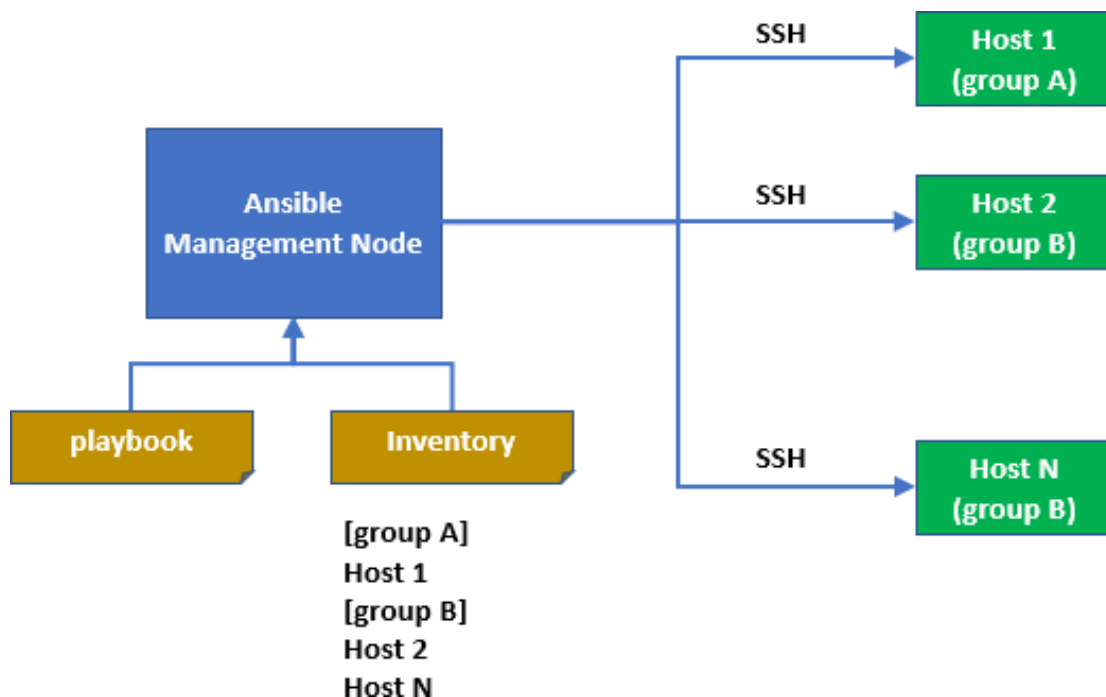 SSH
Host 1
(group A)
Ansible
Management Node
SSH
Host 2
(group B)
playbook
Inventory
SSH
Host N
(group B)
[group A]
Host 1
[group B]
Host 2
Host N